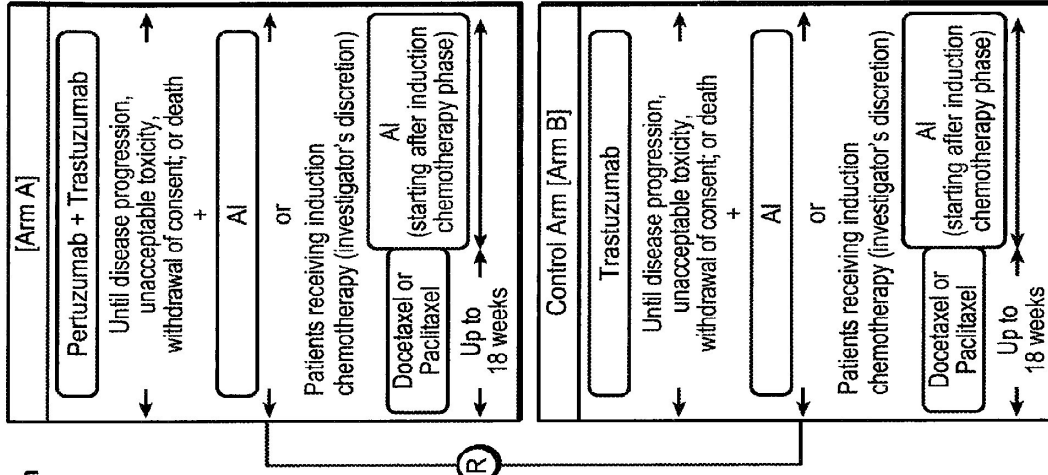 [Arm A]
Pertuzumab + Trastuzumab
Until disease progression,
unacceptable toxicity,
withdrawal of consent; or death
+
AI
or
Patients receiving induction
chemotherapy (investigator's discretion)
Docetaxel or
Paclitaxel
AI
(starting after induction
chemotherapy phase)
Up to
18 weeks
R
Control Arm [Arm B]
Trastuzumab
Until disease progression,
unacceptable toxicity,
withdrawal of consent; or death
+
AI
or
Patients receiving induction
chemotherapy (investigator's discretion)
Docetaxel or
Paclitaxel
AI
(starting after induction
chemotherapy phase)
Up to
18 weeks